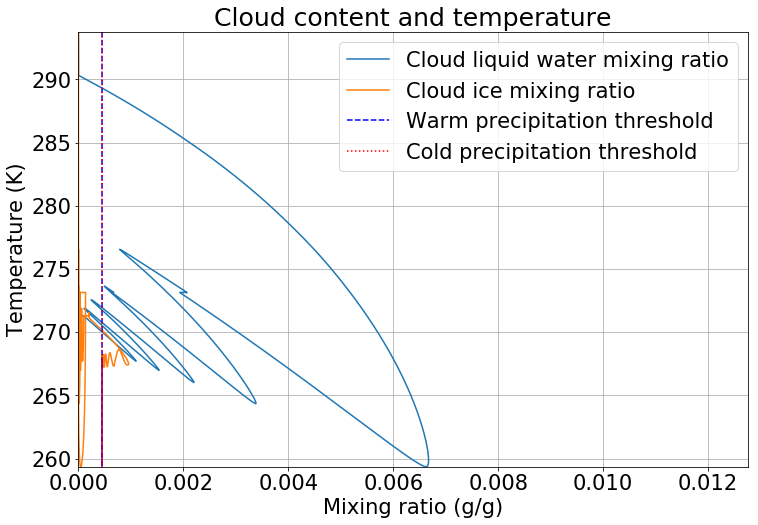 Cloud content and temperature
Cloud liquid water mixing ratio
Cloud ice mixing ratio
Warm precipitation threshold
Cold precipitation threshold
Temperature (K)
290
285
280
275
270
265
260
0.000 0.002 0.004 0.006 0.008 0.010 0.012
Mixing ratio (g/g)